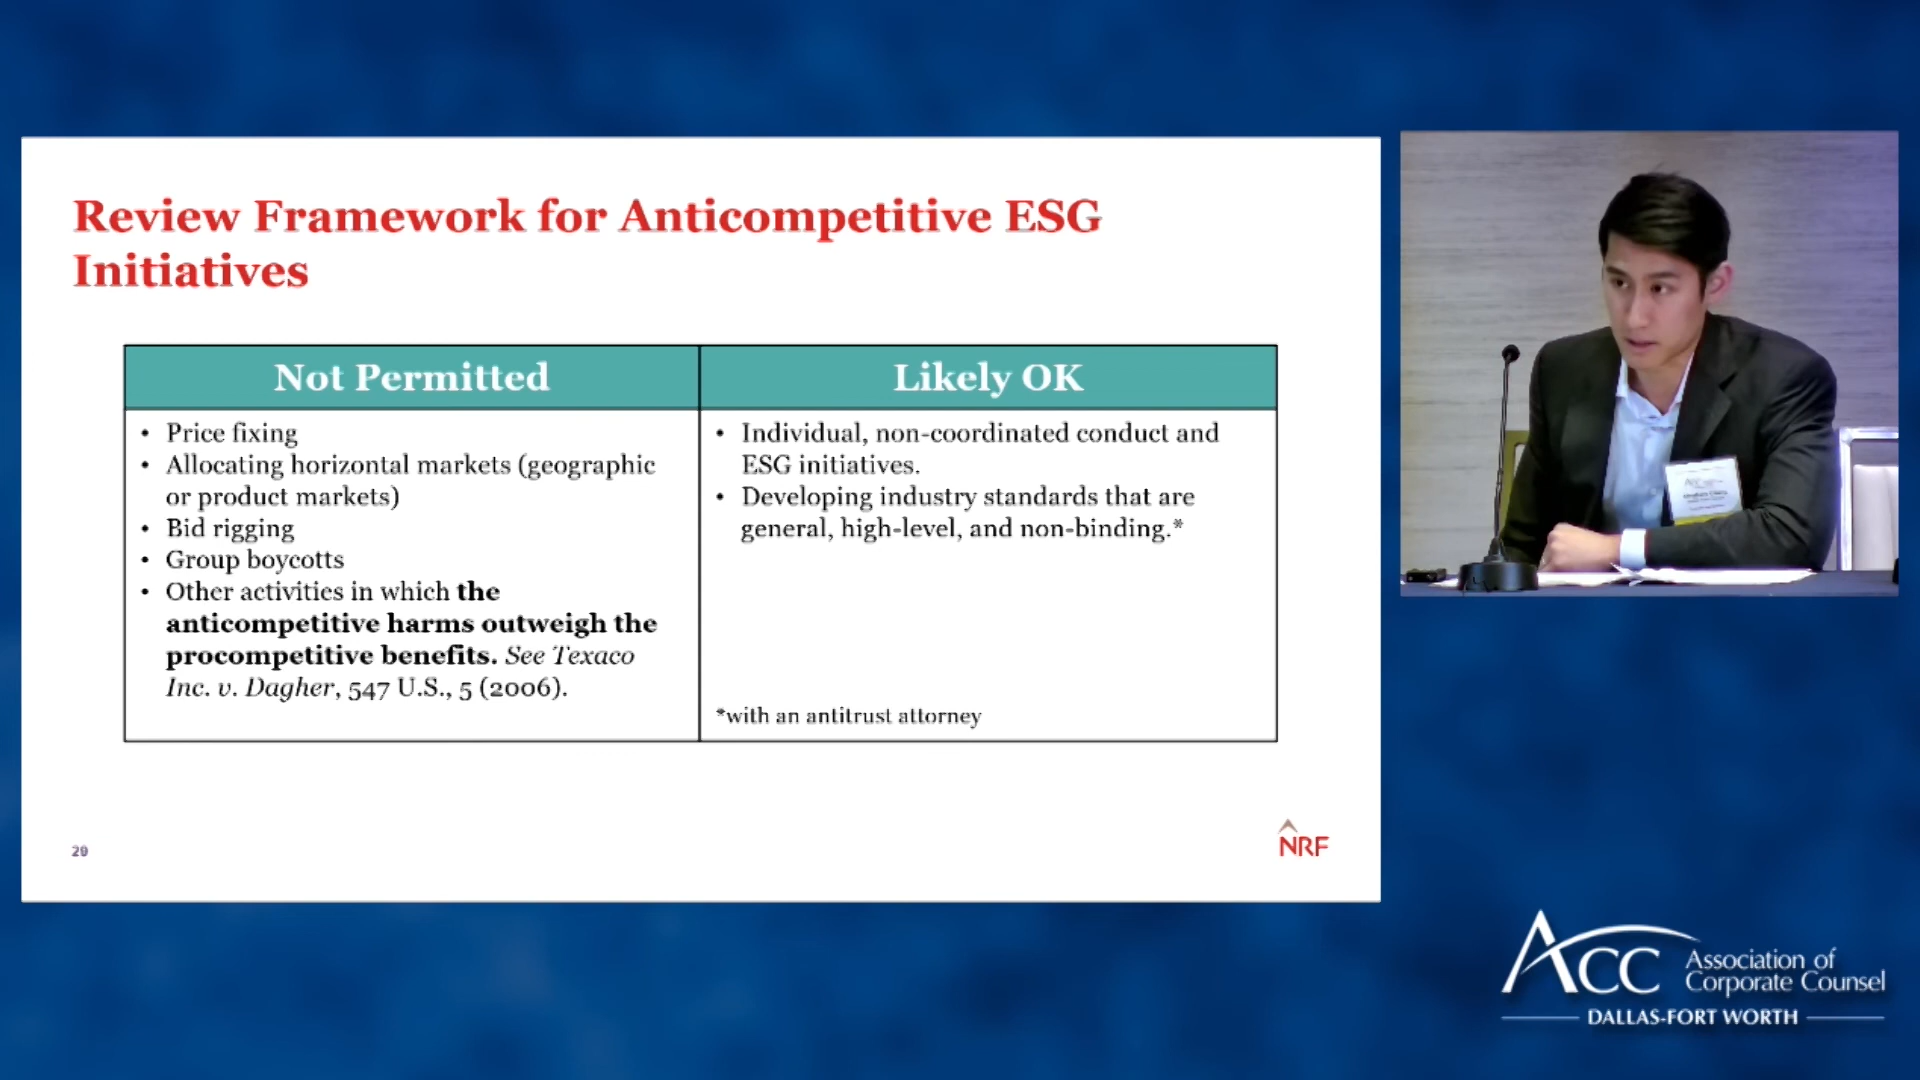 Review Framework for Anticompetitive ESG
Initiatives
Not Permitted
• Price fixing
• Allocating horizontal markets (geographic
or product markets)
• Bid rigging
• Group boycotts
• Other activities in which the
anticompetitive harms outweigh the
procompetitive benefits. See Texaco
Inc. v. Dagher, 547 U.S., 5 (2006).
Likely OK
• Individual, non-coordinated conduct and
ESG initiatives.
• Developing industry standards that are
general, high-level, and non-binding.*
*with an antitrust attorney
29
NRF
ACC
Association of
Corporate Counsel
DALLAS-FORT WORTH